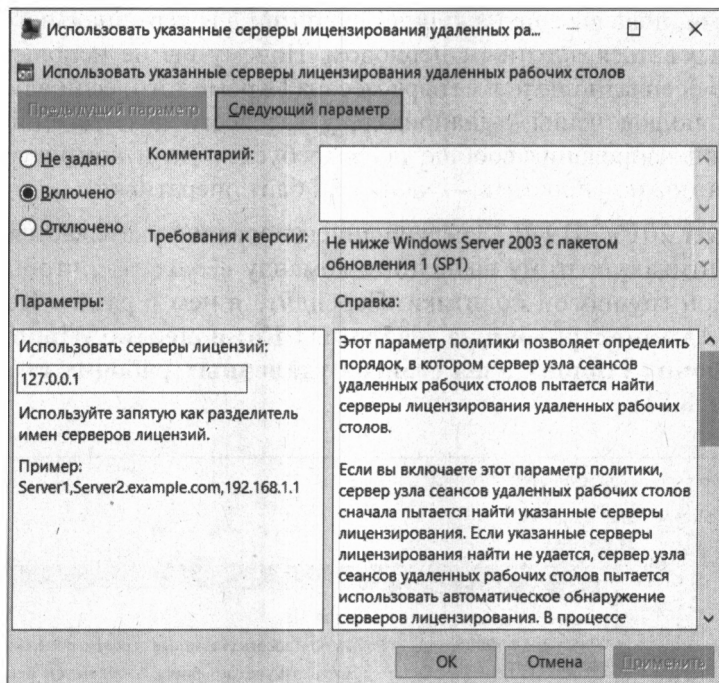 Использовать указанные серверы лицензирования удаленных ра...
Использовать указанные серверы лицензирования удаленных рабочих столов
Предыдущий параметр
Следующий параметр
Не задано
Включено
Отключено
Комментарий:
Требования к версии:
Не ниже Windows Server 2003 с пакетом
обновления 1 (SP1)
Параметры:
Использовать серверы лицензий:
127.0.0.1
Используйте запятую как разделитель
имен серверов лицензий.
Пример:
Server1,Server2.example.com,192.168.1.1
Справка:
Этот параметр политики позволяет определить
порядок, в котором сервер узла сеансов
удаленных рабочих столов пытается найти
серверы лицензирования удаленных рабочих
столов.
Если вы включаете этот параметр политики,
сервер узла сеансов удаленных рабочих столов
сначала пытается найти указанные серверы
лицензирования. Если указанные серверы
лицензирования найти не удается, сервер узла
сеансов удаленных рабочих столов пытается
использовать автоматическое обнаружение
серверов лицензирования. В процессе
ОК
Отмена
Применить